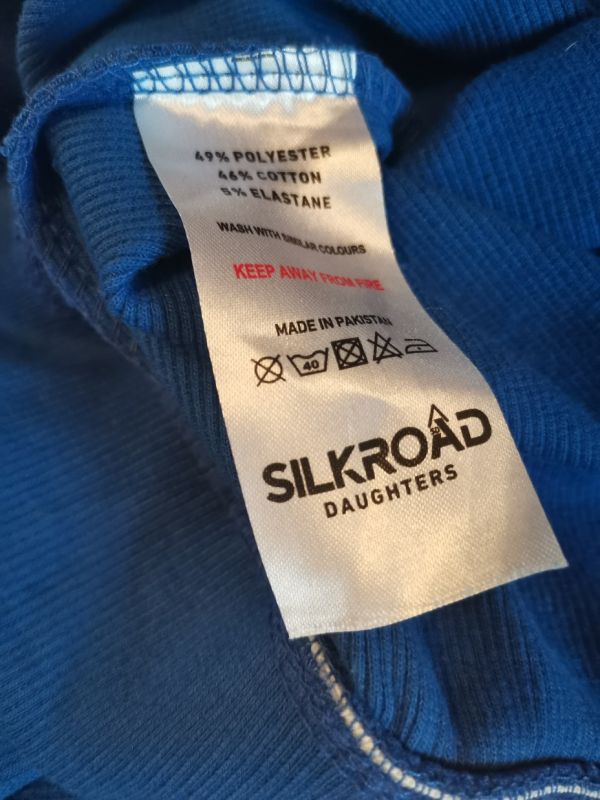 49% POLYESTER
46% COTTON
5% ELASTANE
WASH WITH SIMILAR COLOURS
KEEP AWAY FROM FIRE
MADE IN PAKISTAN
40
SILKROAD
DAUGHTERS